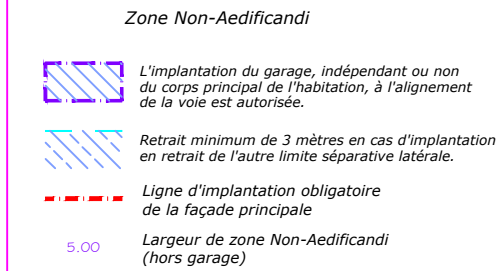 Zone Non-Aedificandi
L'implantation du garage, indépendant ou non
du corps principal de l'habitation, à l'alignement
de la voie est autorisée.
Retrait minimum de 3 mètres en cas d'implantation
en retrait de l'autre limite séparative latérale.
Ligne d'implantation obligatoire
de la façade principale
5.00
Largeur de zone Non-Aedificandi
(hors garage)